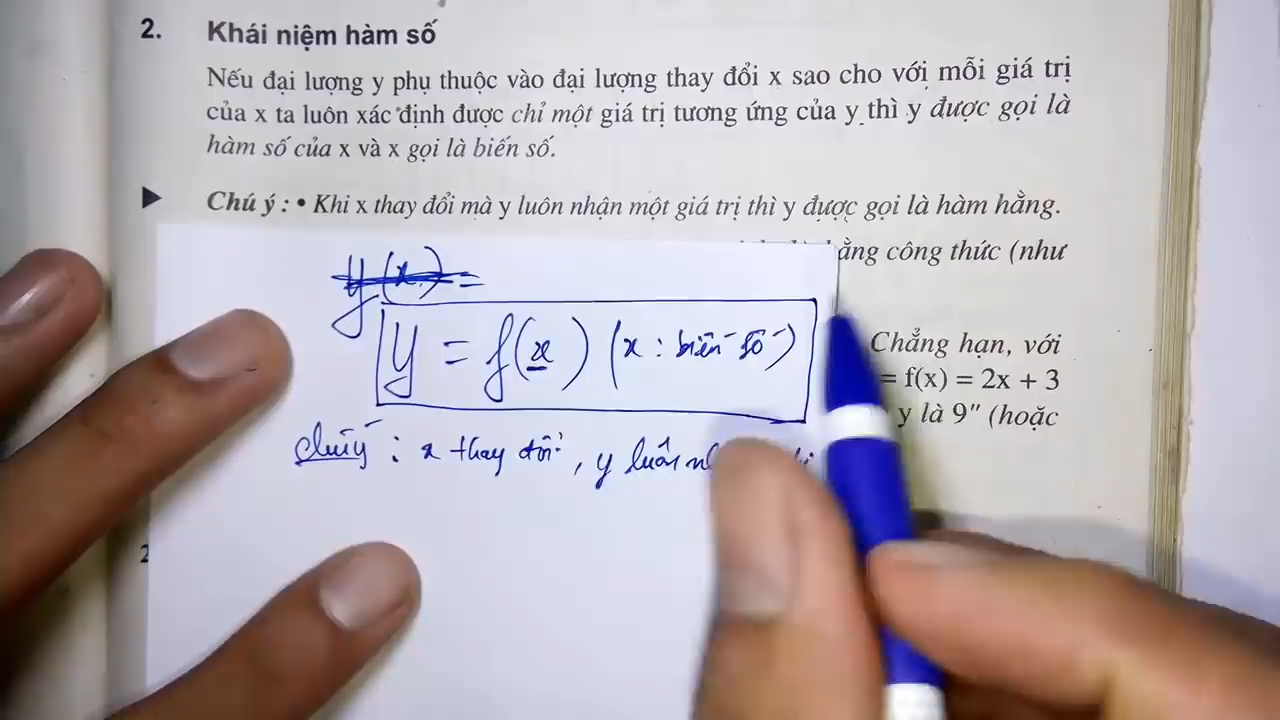 2. Khái niệm hàm số
Nếu đại lượng y phụ thuộc vào đại lượng thay đổi x sao cho với mỗi giá trị
của x ta luôn xác định được chỉ một giá trị tương ứng của y thì y được gọi là
hàm số của x và x gọi là biến số.
Chú ý : • Khi x thay đổi mà y luôn nhận một giá trị thì y được gọi là hàm hằng.
bằng công thức (như
y(x) =
y = f(x) (x : biến số)
Chẳng hạn, với
= f(x) = 2x + 3
y là 9" (hoặc
chú ý : x thay đổi , y luôn
2